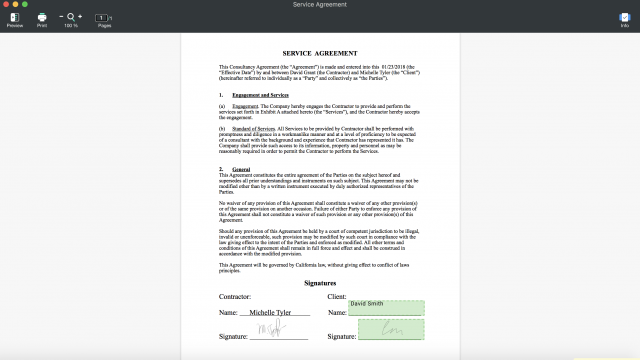 Service Agreement
Preview
Print
100 %
1 /1
Pages
Info
SERVICE AGREEMENT
This Consultancy Agreement (the "Agreement") is made and entered into this 01/23/2018 (the
"Effective Date") by and between David Grant (the Contractor) and Michelle Tyler (the "Client")
(hereinafter referred to individually as a "Party" and collectively as "the Parties").
1. Engagement and Services
(a) Engagement. The Company hereby engages the Contractor to provide and perform the
services set forth in Exhibit A attached hereto (the "Services"), and the Contractor hereby accepts
the engagement.
(b) Standard of Services. All Services to be provided by Contractor shall be performed with
promptness and diligence in a workmanlike manner and at a level of proficiency to be expected
of a consultant with the background and experience that Contractor has represented it has. The
Company shall provide such access to its information, property and personnel as may be
reasonably required in order to permit the Contractor to perform the Services.
2. General
This Agreement constitutes the entire agreement of the Parties on the subject hereof and
supersedes all prior understandings and instruments on such subject. This Agreement may not be
modified other than by a written instrument executed by duly authorized representatives of the
Parties.
No waiver of any provision of this Agreement shall constitute a waiver of any other provision(s)
or of the same provision on another occasion. Failure of either Party to enforce any provision of
this Agreement shall not constitute a waiver of such provision or any other provision(s) of this
Agreement.
Should any provision of this Agreement be held by a court of competent jurisdiction to be illegal,
invalid or unenforceable, such provision may be modified by such court in compliance with the
law giving effect to the intent of the Parties and enforced as modified. All other terms and
conditions of this Agreement shall remain in full force and effect and shall be construed in
accordance with the modified provision.
This Agreement will be governed by California law, without giving effect to conflict of laws
principles.
Signatures
Contractor: Client:
David Smith
Name: Michelle Tyler Name:
Signature: Signature: